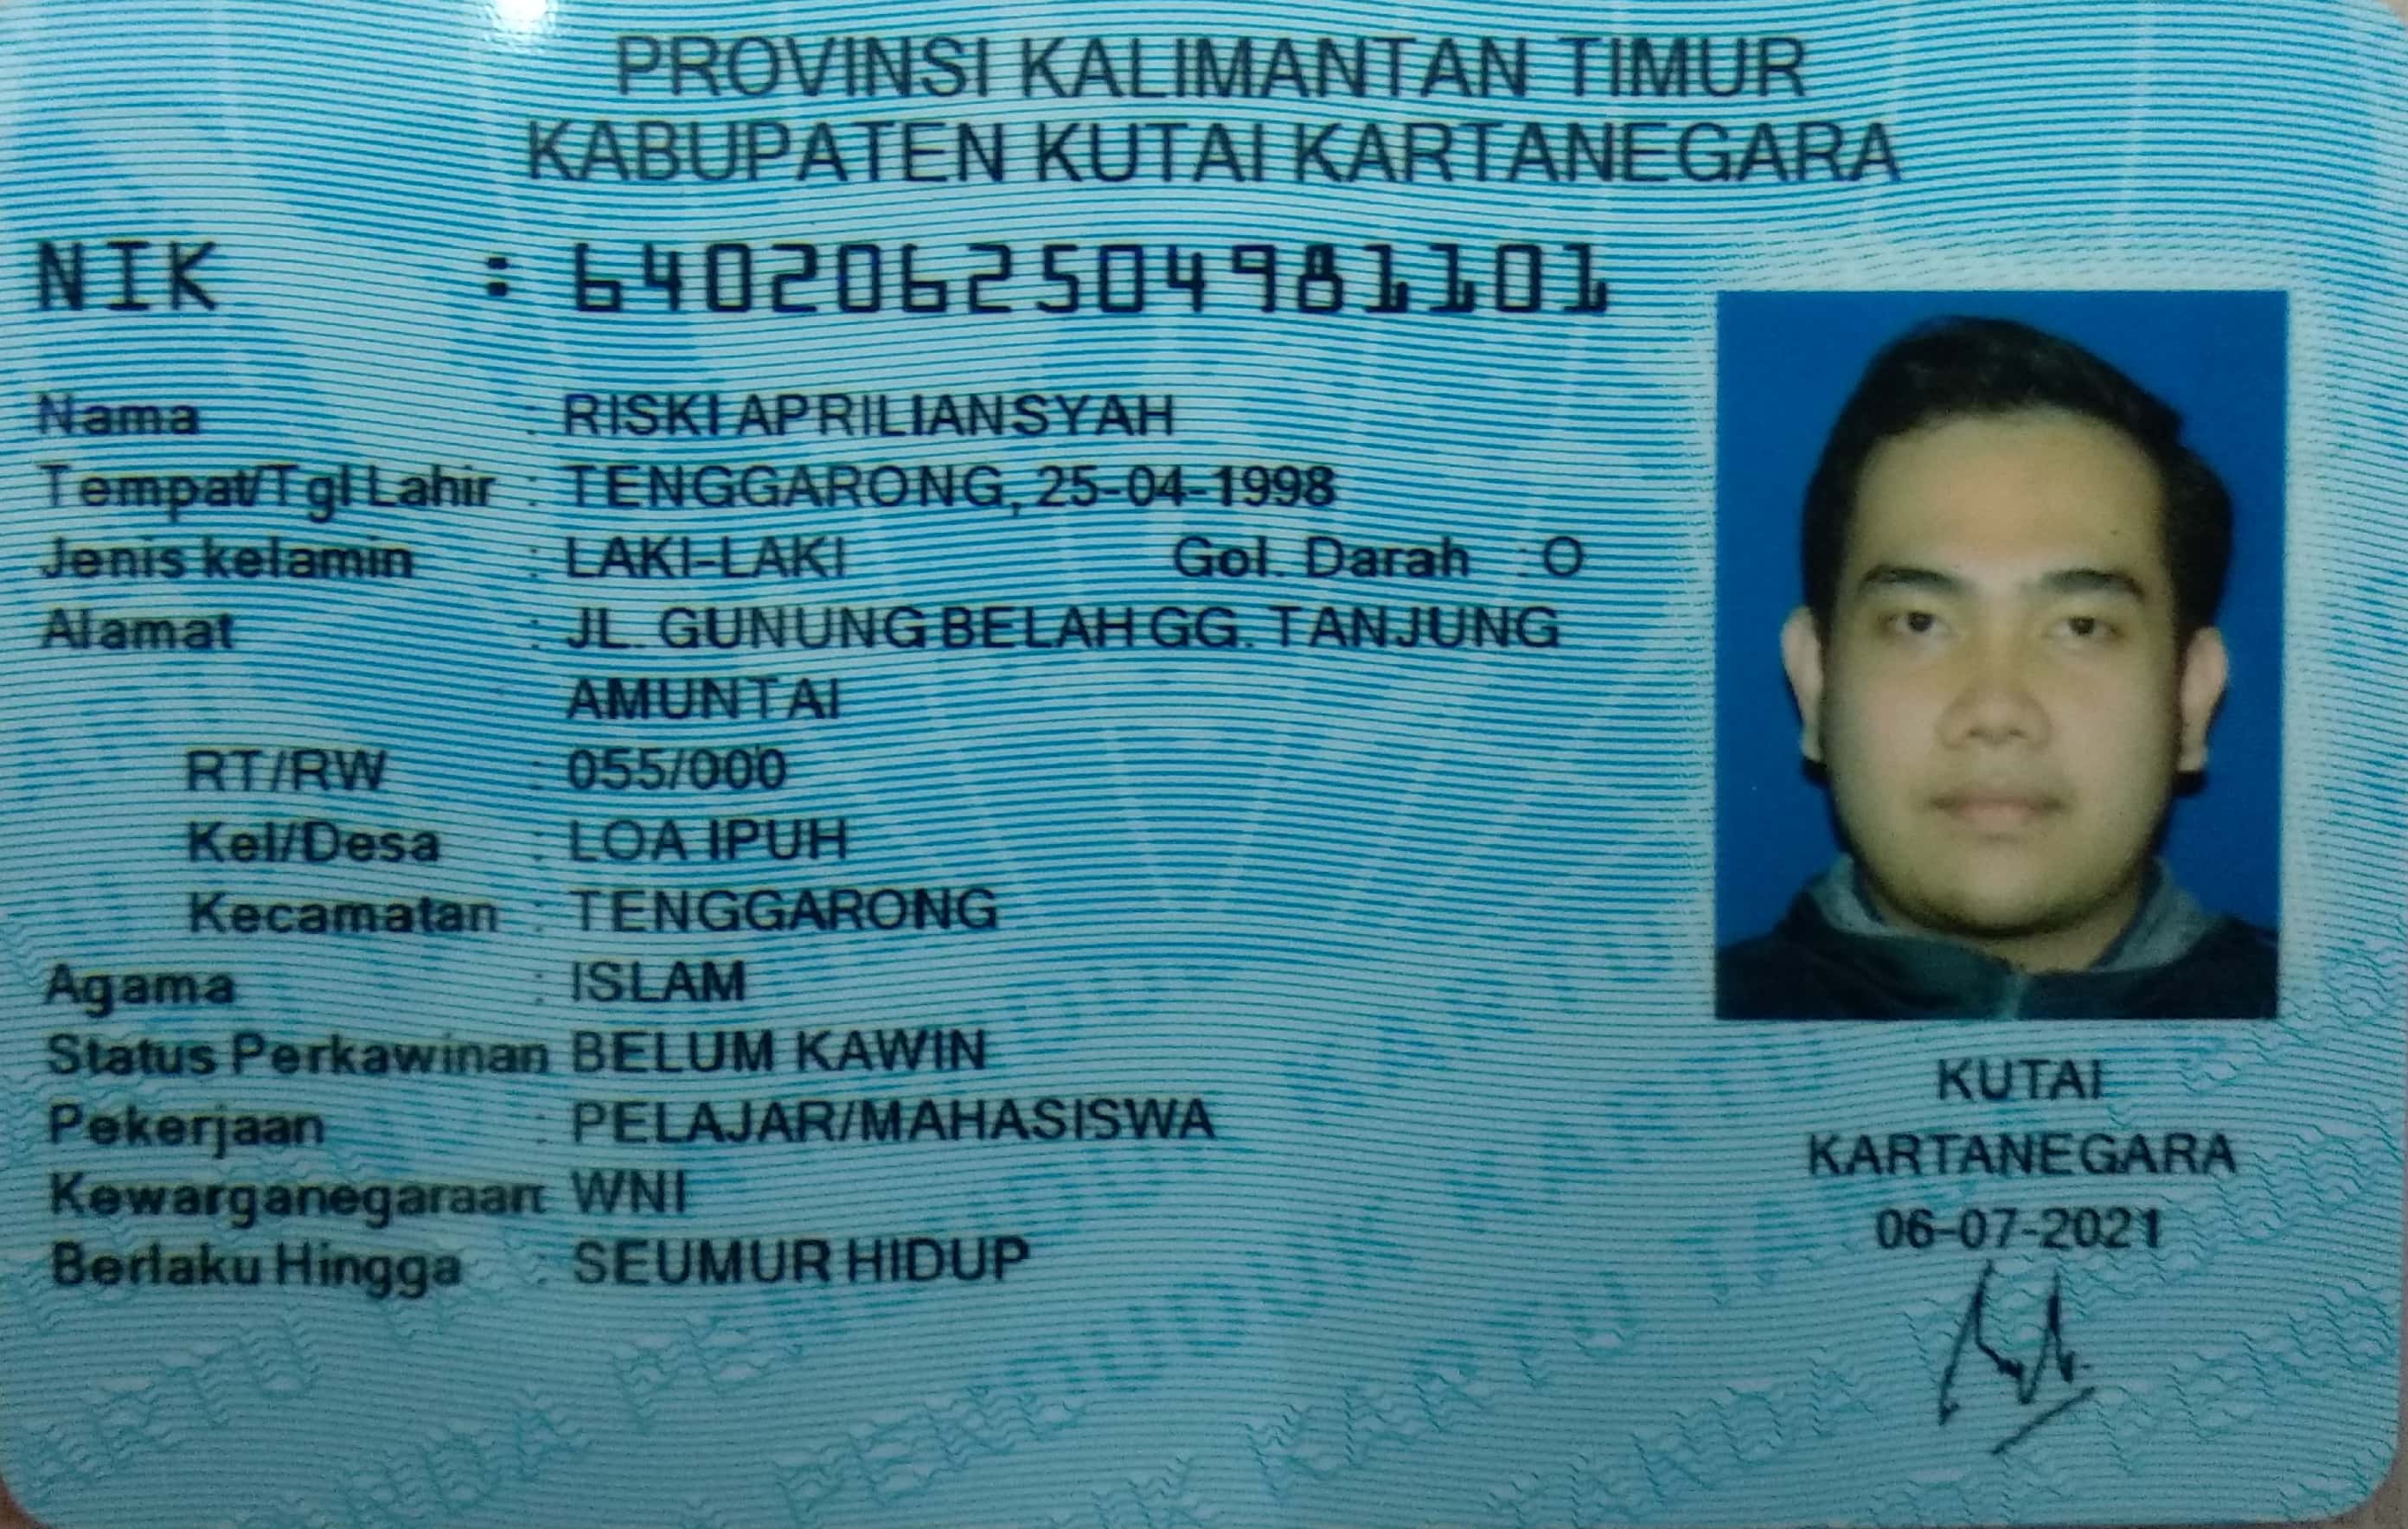 PROVINSI KALIMANTAN TIMUR
KABUPATEN KUTAI KARTANEGARA
NIK : 6402062504981101
Nama : RISKI APRILIANSYAH
Tempat/Tgl Lahir : TENGGARONG, 25-04-1998
Jenis kelamin : LAKI-LAKI Gol. Darah : O
Alamat : JL. GUNUNG BELAH GG. TANJUNG
AMUNTAI
RT/RW : 055/000
Kel/Desa : LOA IPUH
Kecamatan : TENGGARONG
Agama : ISLAM
Status Perkawinan BELUM KAWIN
Pekerjaan : PELAJAR/MAHASISWA
Kewarganegaraan: WNI
Berlaku Hingga : SEUMUR HIDUP
KUTAI
KARTANEGARA
06-07-2021